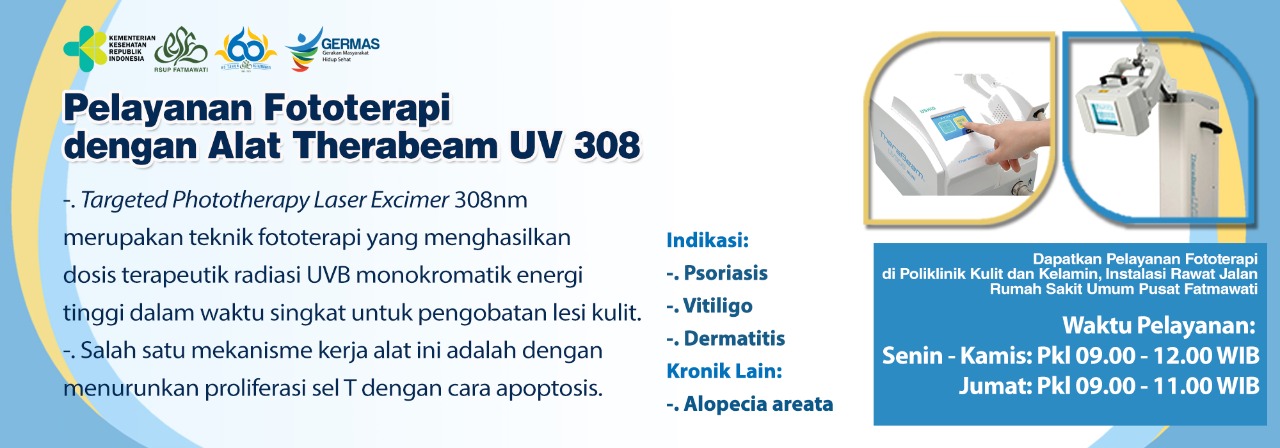 KEMENTERIAN
KESEHATAN
REPUBLIK
INDONESIA
RSUP FATMAWATI
60
GERMAS
Gerakan Masyarakat
Hidup Sehat
Pelayanan Fototerapi
dengan Alat Therabeam UV 308
-. Targeted Phototherapy Laser Excimer 308nm
merupakan teknik fototerapi yang menghasilkan
dosis terapeutik radiasi UVB monokromatik energi
tinggi dalam waktu singkat untuk pengobatan lesi kulit.
-. Salah satu mekanisme kerja alat ini adalah dengan
menurunkan proliferasi sel T dengan cara apoptosis.
Indikasi:
-. Psoriasis
-. Vitiligo
-. Dermatitis
Kronik Lain:
-. Alopecia areata
USHIO
TheraBeam
Dapatkan Pelayanan Fototerapi
di Poliklinik Kulit dan Kelamin, Instalasi Rawat Jalan
Rumah Sakit Umum Pusat Fatmawati
Waktu Pelayanan:
Senin - Kamis: Pkl 09.00 - 12.00 WIB
Jumat: Pkl 09.00 - 11.00 WIB